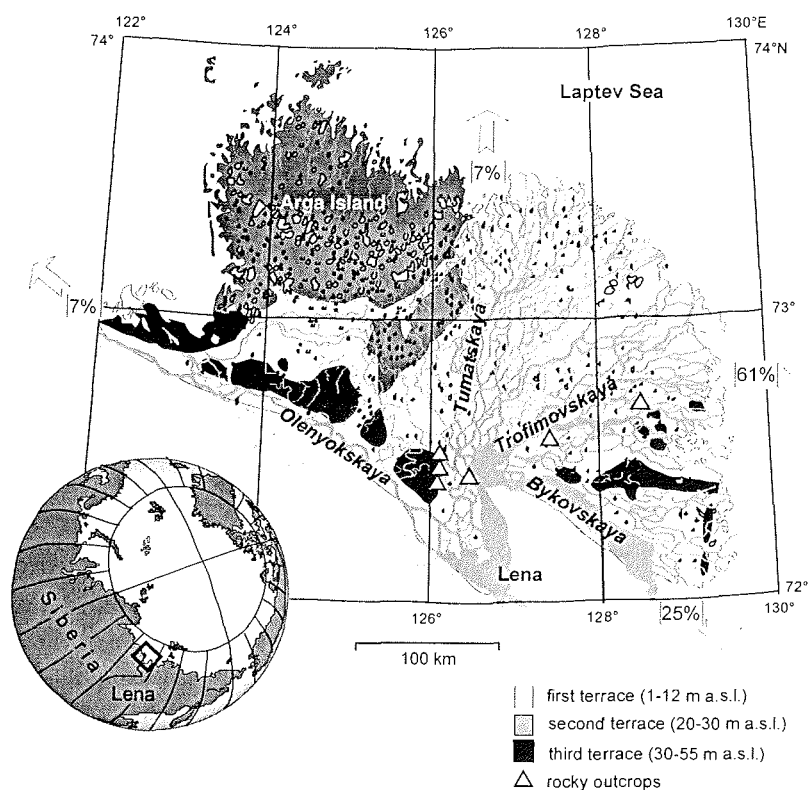 122°
124°
126°
128°
130°E
74°
74°N
Laptev Sea
7%
Arga Island
7%
73°
Tumatskaya
61%
Trofimovskaya
Olenyokskaya
Bykovskaya
Lena
72°
126°
128°
130°
25%
100 km
Siberia
Lena
first terrace (1-12 m a.s.l.)
second terrace (20-30 m a.s.l.)
third terrace (30-55 m a.s.l.)
rocky outcrops